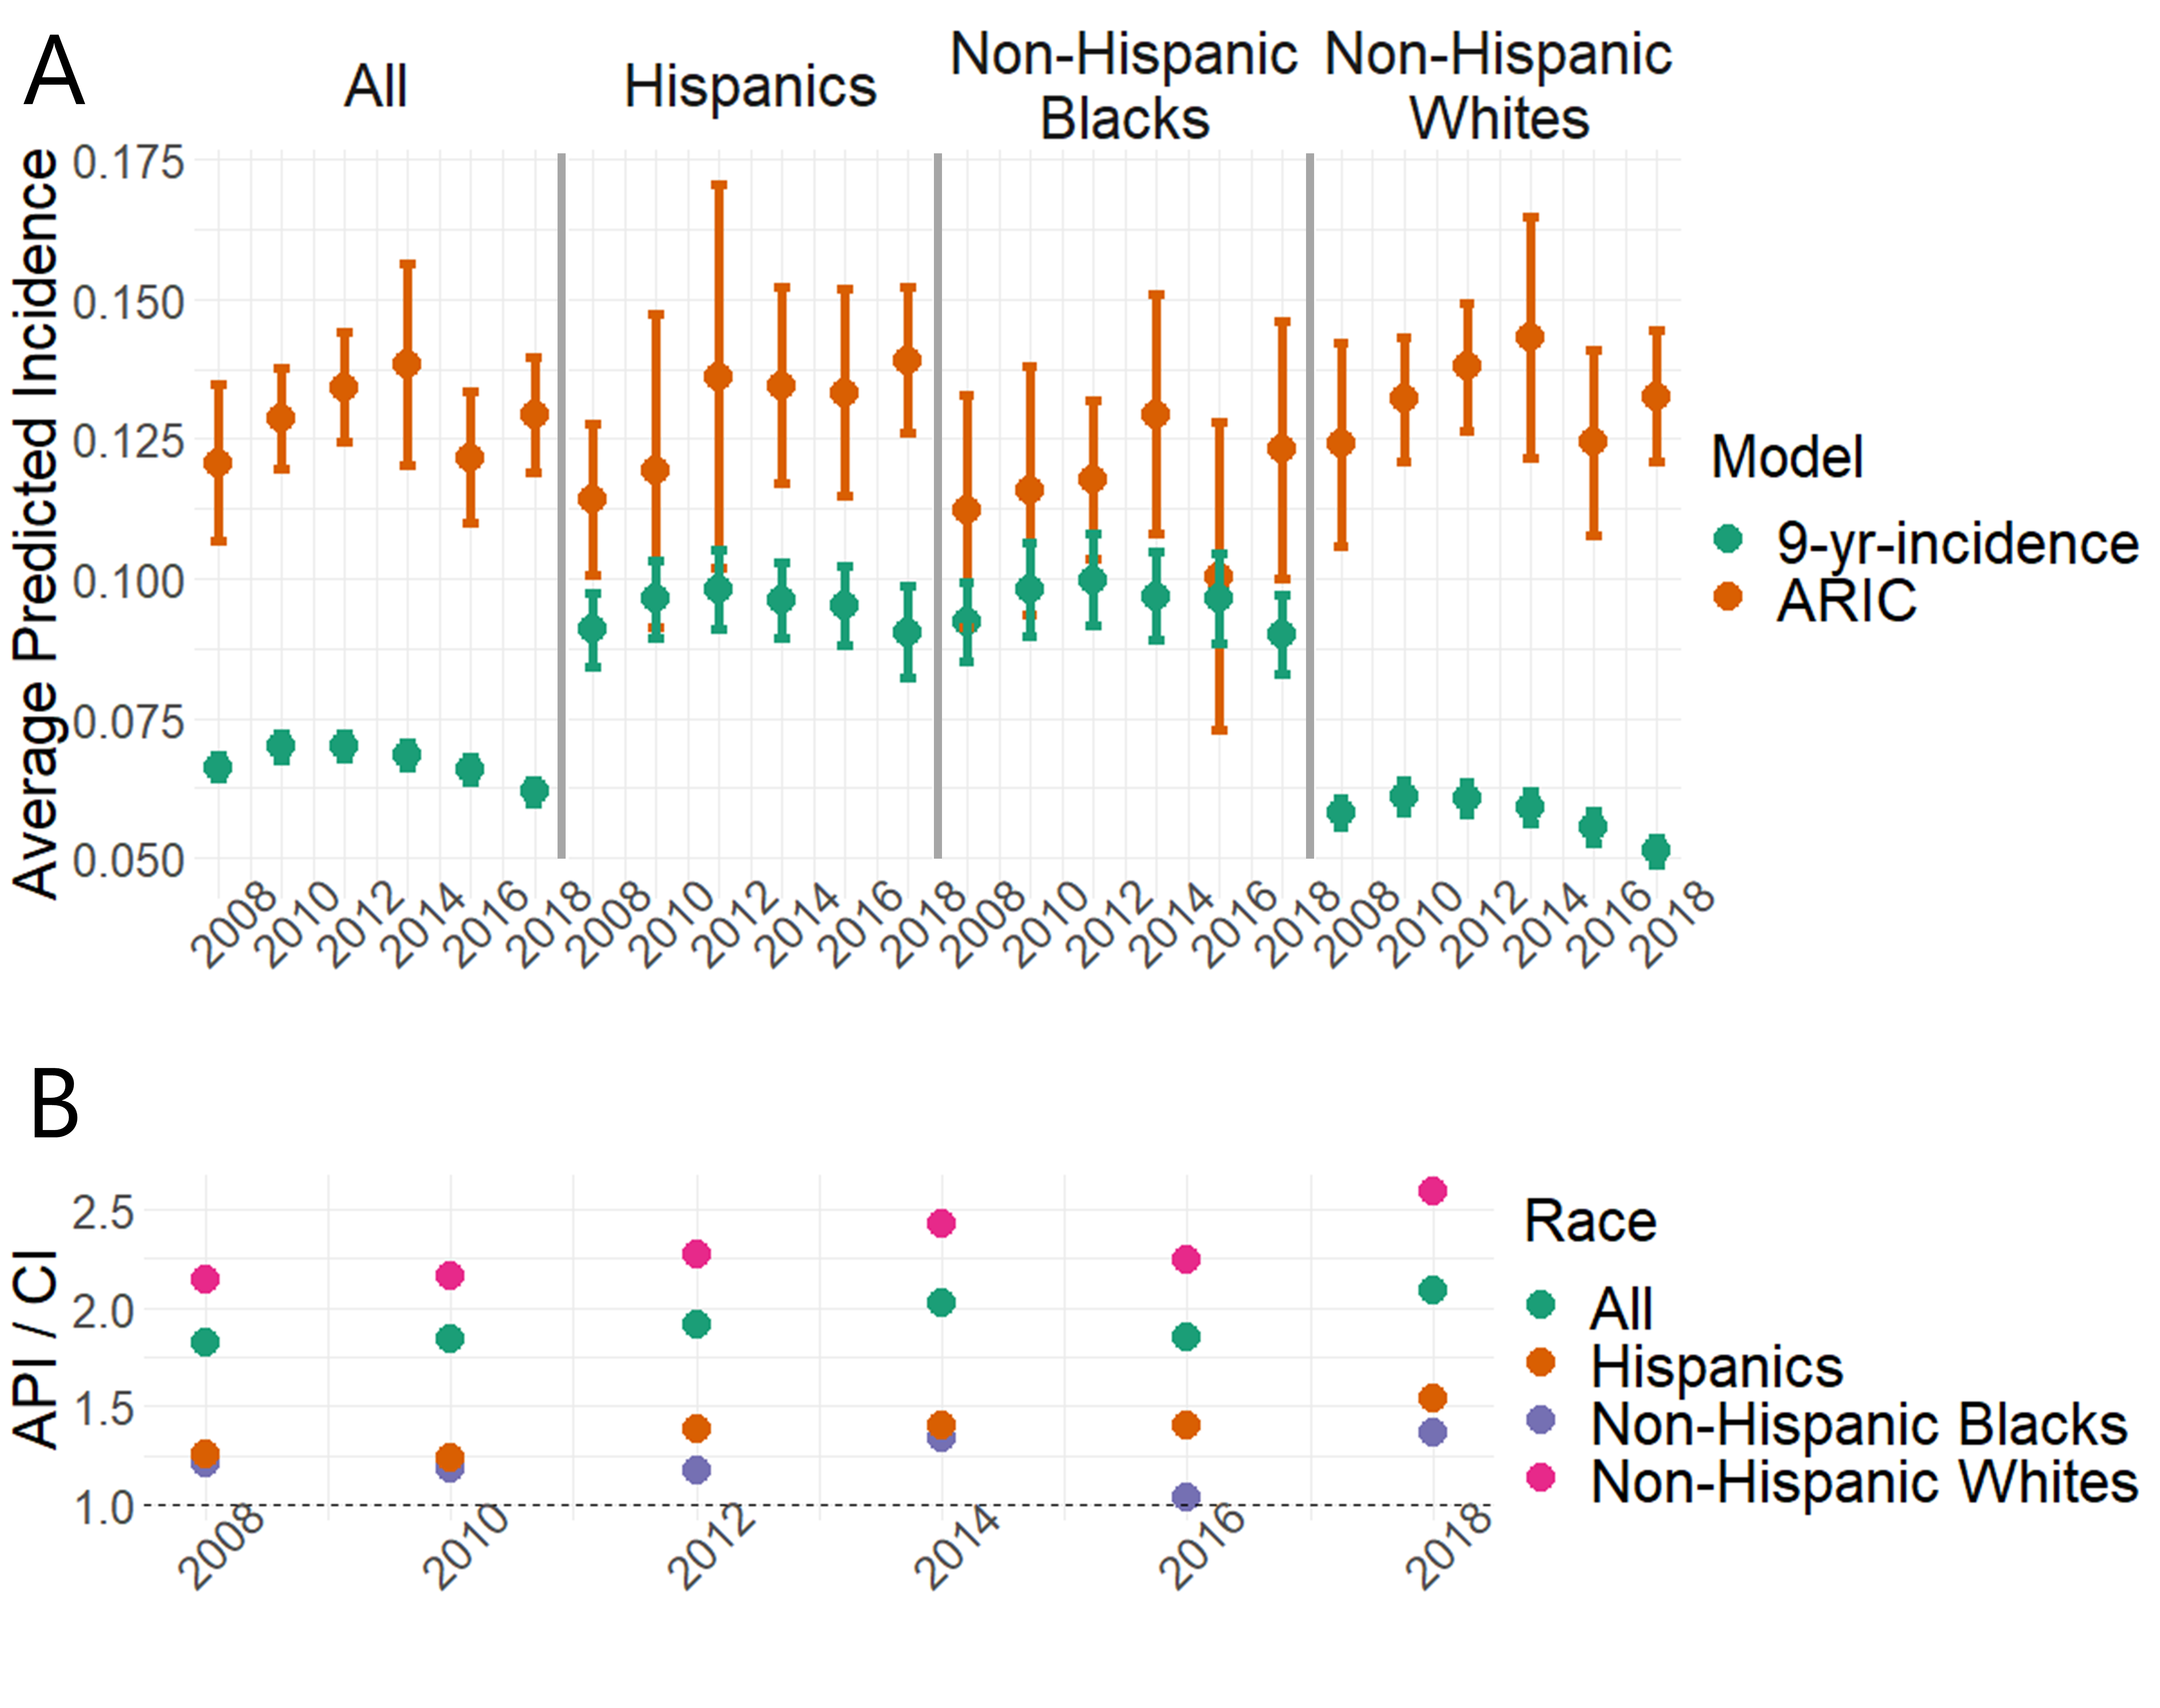 A
All
Hispanics
Non-Hispanic
Blacks
Non-Hispanic
Whites
Average Predicted Incidence
0.175
0.150
0.125
0.100
0.075
0.050
2008 2010 2012 2014 2016 2018 2008 2010 2012 2014 2016 2018 2008 2010 2012 2014 2016 2018 2008 2010 2012 2014 2016 2018
Model
9-yr-incidence
ARIC
B
API / CI
2.5
2.0
1.5
1.0
2008 2010 2012 2014 2016 2018
Race
All
Hispanics
Non-Hispanic Blacks
Non-Hispanic Whites